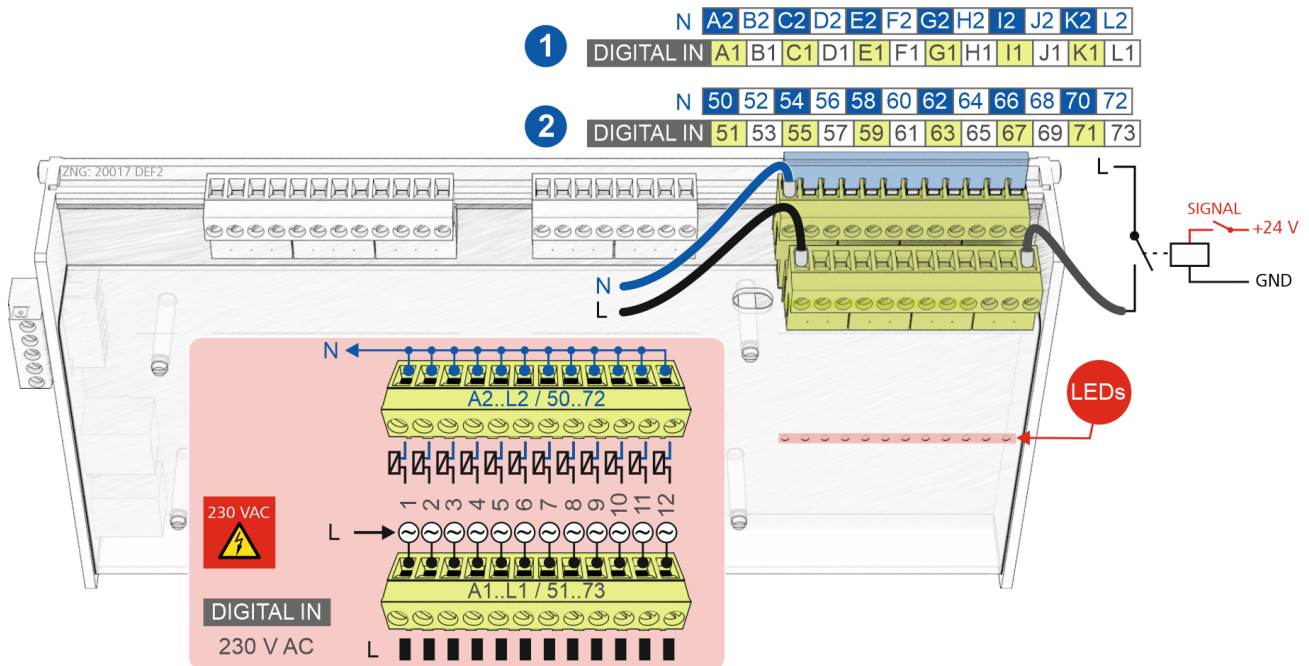 N A2 B2 C2 D2 E2 F2 G2 H2 I2 J2 K2 L2
1
DIGITAL IN A1 B1 C1 D1 E1 F1 G1 H1 I1 J1 K1 L1
N 50 52 54 56 58 60 62 64 66 68 70 72
2
DIGITAL IN 51 53 55 57 59 61 63 65 67 69 71 73
ZNG: 20017 DEF2
L
SIGNAL
+24 V
GND
N
L
N
A2..L2 / 50..72
LEDs
1 2 3 4 5 6 7 8 9 10 11 12
230 VAC
L
A1..L1 / 51..73
DIGITAL IN
230 V AC
L